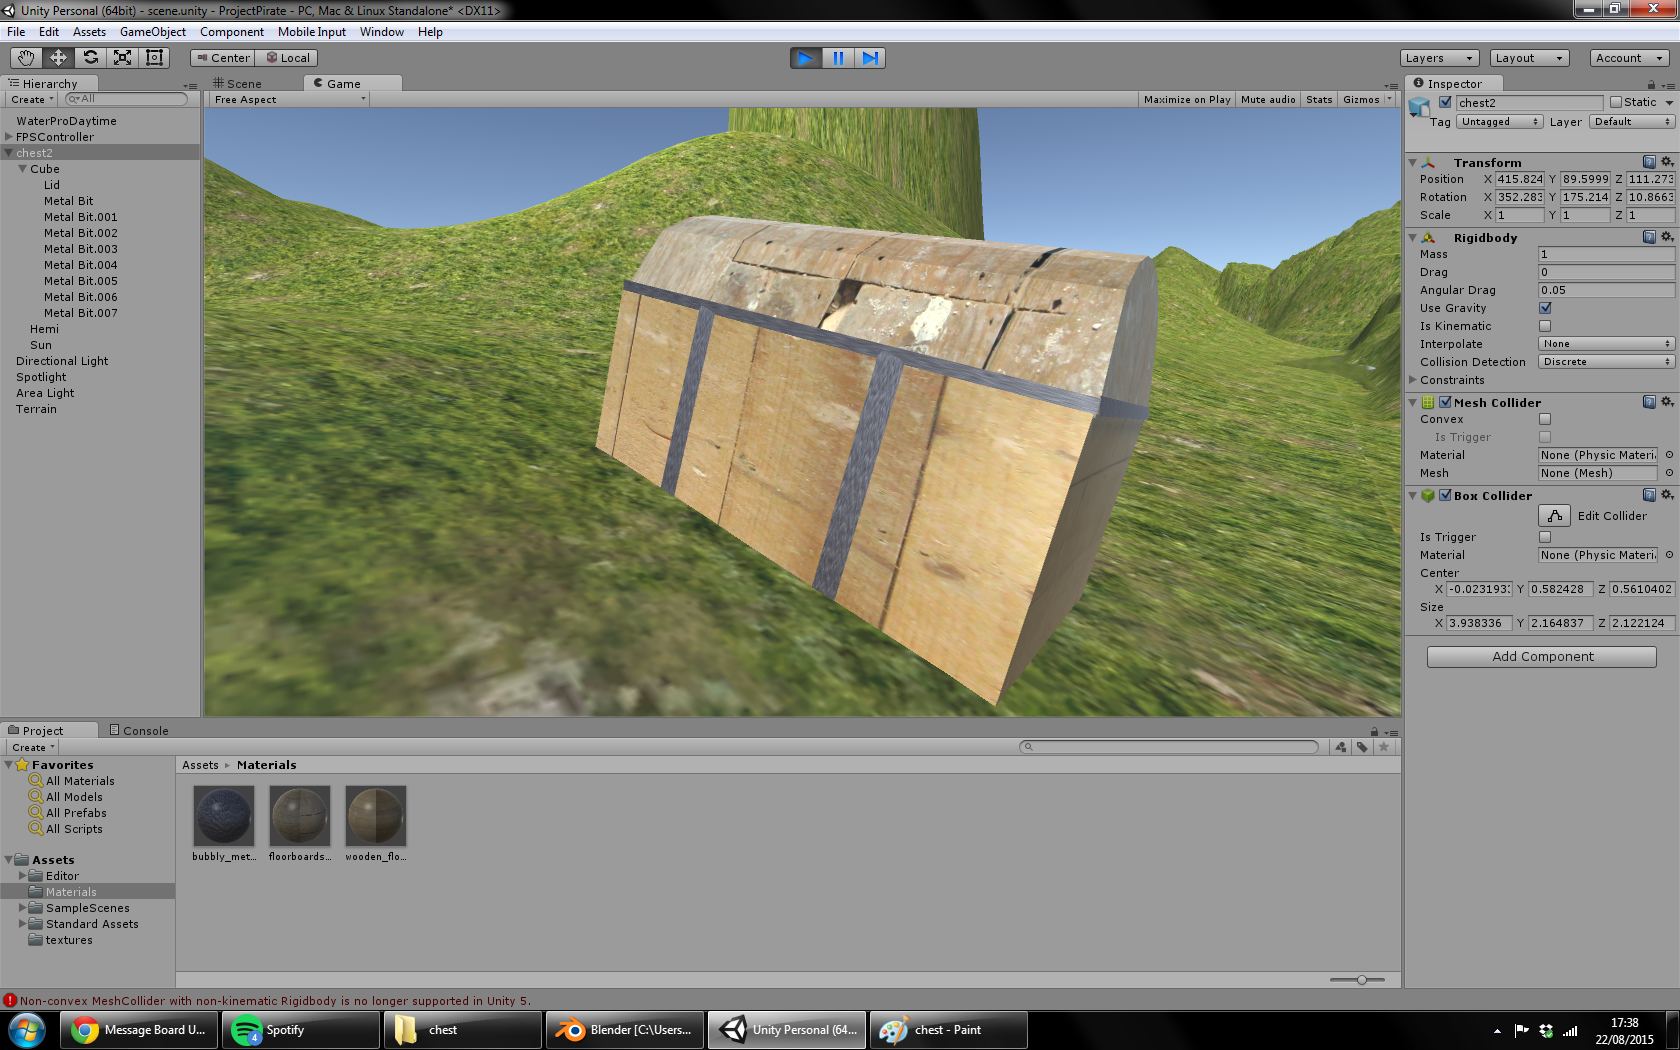 Unity Personal (64bit) - scene.unity - ProjectPirate - PC, Mac & Linux Standalone* <DX11>
File Edit Assets GameObject Component Mobile Input Window Help
Center Local
Layers Layout Account
Hierarchy
Create All
WaterProDaytime
FPSController
chest2
Cube
Lid
Metal Bit
Metal Bit.001
Metal Bit.002
Metal Bit.003
Metal Bit.004
Metal Bit.005
Metal Bit.006
Metal Bit.007
Hemi
Sun
Directional Light
Spotlight
Area Light
Terrain
Scene Game
Free Aspect Maximize on Play Mute audio Stats Gizmos
Inspector
chest2 Static
Tag Untagged Layer Default
Transform
Position X 415.824 Y 89.5999 Z 111.273
Rotation X 352.283 Y 175.214 Z 10.8663
Scale X 1 Y 1 Z 1
Rigidbody
Mass 1
Drag 0
Angular Drag 0.05
Use Gravity
Is Kinematic
Interpolate None
Collision Detection Discrete
Constraints
Mesh Collider
Convex
Is Trigger
Material None (Physic Materi
Mesh None (Mesh)
Box Collider
Edit Collider
Is Trigger
Material None (Physic Materi
Center
X -0.023193 Y 0.582428 Z 0.5610402
Size
X 3.938336 Y 2.164837 Z 2.122124
Add Component
Project Console
Create
Favorites
All Materials
All Models
All Prefabs
All Scripts
Assets
Editor
Materials
SampleScenes
Standard Assets
textures
Assets Materials
bubbly_met... floorboards... wooden_flo...
Non-convex MeshCollider with non-kinematic Rigidbody is no longer supported in Unity 5.
Message Board U...
4
Spotify
chest
Blender [C:\Users...
Unity Personal (64...
chest - Paint
17:38
22/08/2015